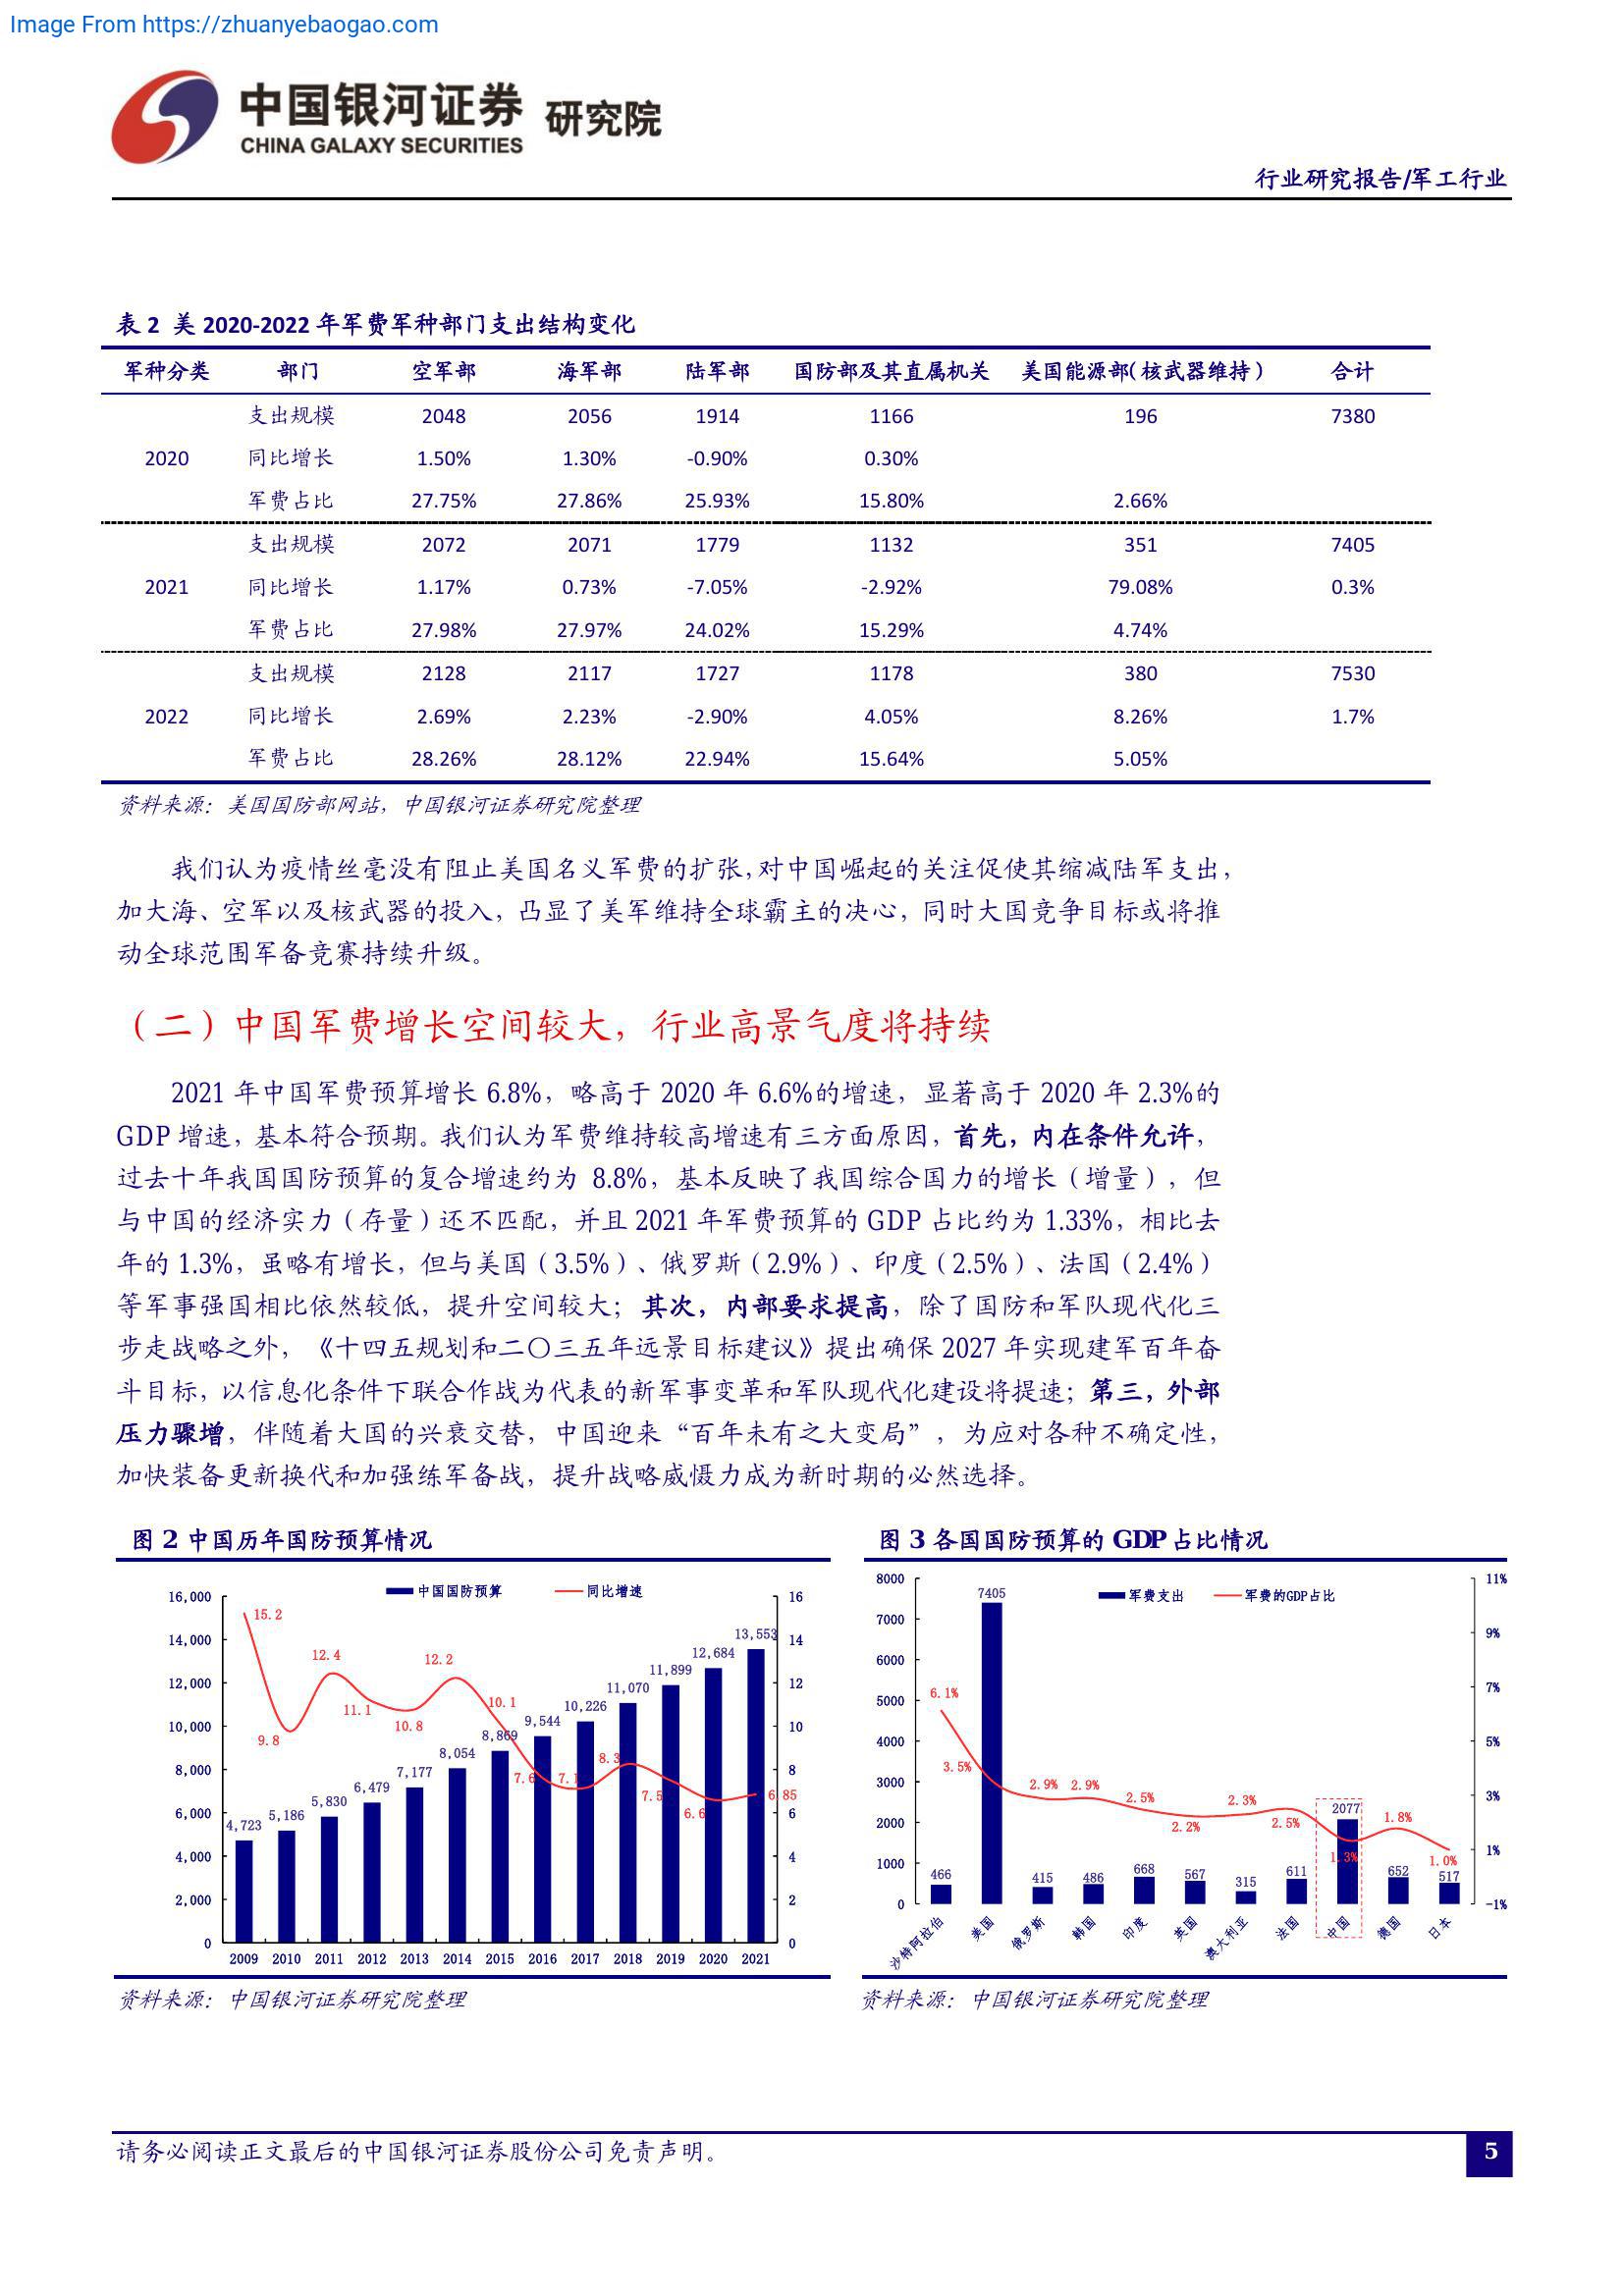 Image From https://zhuanyebaogao.com
中国银河证券 研究院
CHINA GALAXY SECURITIES
行业研究报告/军工行业
表 2 美 2020-2022 年军费军种部门支出结构变化
军种分类 部门 空军部 海军部 陆军部 国防部及其直属机关 美国能源部(核武器维持) 合计
支出规模 2048 2056 1914 1166 196 7380
2020 同比增长 1.50% 1.30% -0.90% 0.30%
军费占比 27.75% 27.86% 25.93% 15.80% 2.66%
支出规模 2072 2071 1779 1132 351 7405
2021 同比增长 1.17% 0.73% -7.05% -2.92% 79.08% 0.3%
军费占比 27.98% 27.97% 24.02% 15.29% 4.74%
支出规模 2128 2117 1727 1178 380 7530
2022 同比增长 2.69% 2.23% -2.90% 4.05% 8.26% 1.7%
军费占比 28.26% 28.12% 22.94% 15.64% 5.05%
资料来源：美国国防部网站，中国银河证券研究院整理
我们认为疫情丝毫没有阻止美国名义军费的扩张，对中国崛起的关注促使其缩减陆军支出，
加大海、空军以及核武器的投入，凸显了美军维持全球霸主的决心，同时大国竞争目标或将推
动全球范围军备竞赛持续升级。
（二）中国军费增长空间较大，行业高景气度将持续
2021 年中国军费预算增长 6.8%，略高于 2020 年 6.6%的增速，显著高于 2020 年 2.3%的
GDP 增速，基本符合预期。我们认为军费维持较高增速有三方面原因，首先，内在条件允许，
过去十年我国国防预算的复合增速约为 8.8%，基本反映了我国综合国力的增长（增量），但
与中国的经济实力（存量）还不匹配，并且 2021 年军费预算的 GDP 占比约为 1.33%，相比去
年的 1.3%，虽略有增长，但与美国（3.5%）、俄罗斯（2.9%）、印度（2.5%）、法国（2.4%）
等军事强国相比依然较低，提升空间较大；其次，内部要求提高，除了国防和军队现代化三
步走战略之外，《十四五规划和二〇三五年远景目标建议》提出确保 2027 年实现建军百年奋
斗目标，以信息化条件下联合作战为代表的新军事变革和军队现代化建设将提速；第三，外部
压力骤增，伴随着大国的兴衰交替，中国迎来“百年未有之大变局”，为应对各种不确定性，
加快装备更新换代和加强练军备战，提升战略威慑力成为新时期的必然选择。
图 2 中国历年国防预算情况
中国国防预算 同比增速
16,000
14,000
12,000
10,000
8,000
6,000
4,000
2,000
0
4,723 5,186 5,830 6,479 7,177 8,054 8,869 9,544 10,226 11,070 11,899 12,684 13,553
15.2 9.8 12.4 11.1 10.8 12.2 10.1 7.6 7.1 8.3 7.5 6.6 6.85
16
14
12
10
8
6
4
2
0
2009 2010 2011 2012 2013 2014 2015 2016 2017 2018 2019 2020 2021
资料来源：中国银河证券研究院整理
图 3 各国国防预算的 GDP 占比情况
军费支出 军费的GDP占比
8000
7000
6000
5000
4000
3000
2000
1000
0
466 7405 415 486 668 567 315 611 2077 652 517
6.1% 3.5% 2.9% 2.9% 2.5% 2.2% 2.3% 2.5% 1.3% 1.8% 1.0%
11%
9%
7%
5%
3%
1%
-1%
沙特阿拉伯 美国 俄罗斯 韩国 印度 英国 澳大利亚 法国 中国 德国 日本
资料来源：中国银河证券研究院整理
请务必阅读正文最后的中国银河证券股份公司免责声明。
5